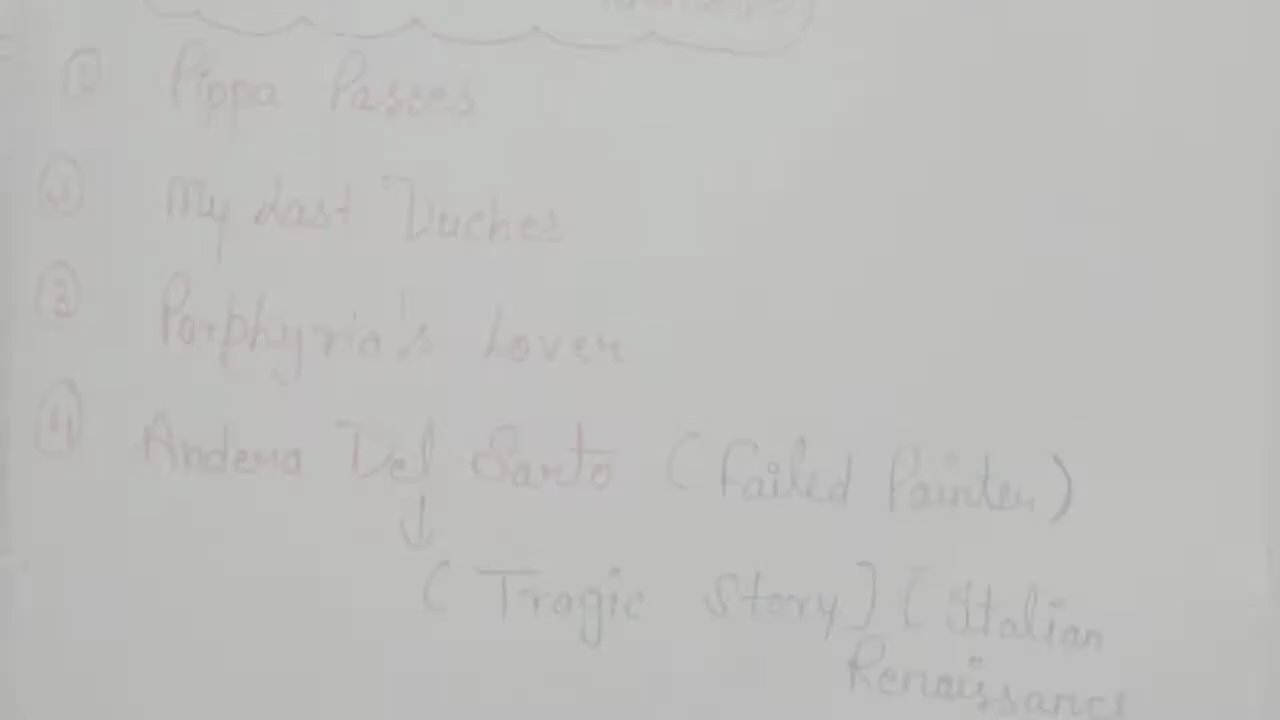 ① Pippa Passes
② My Last Duches
③ Porphyria's Lover
④ Anderia Del Sarto (Failed Painter)
↓
(Tragic Story] [Italian
Renaissance